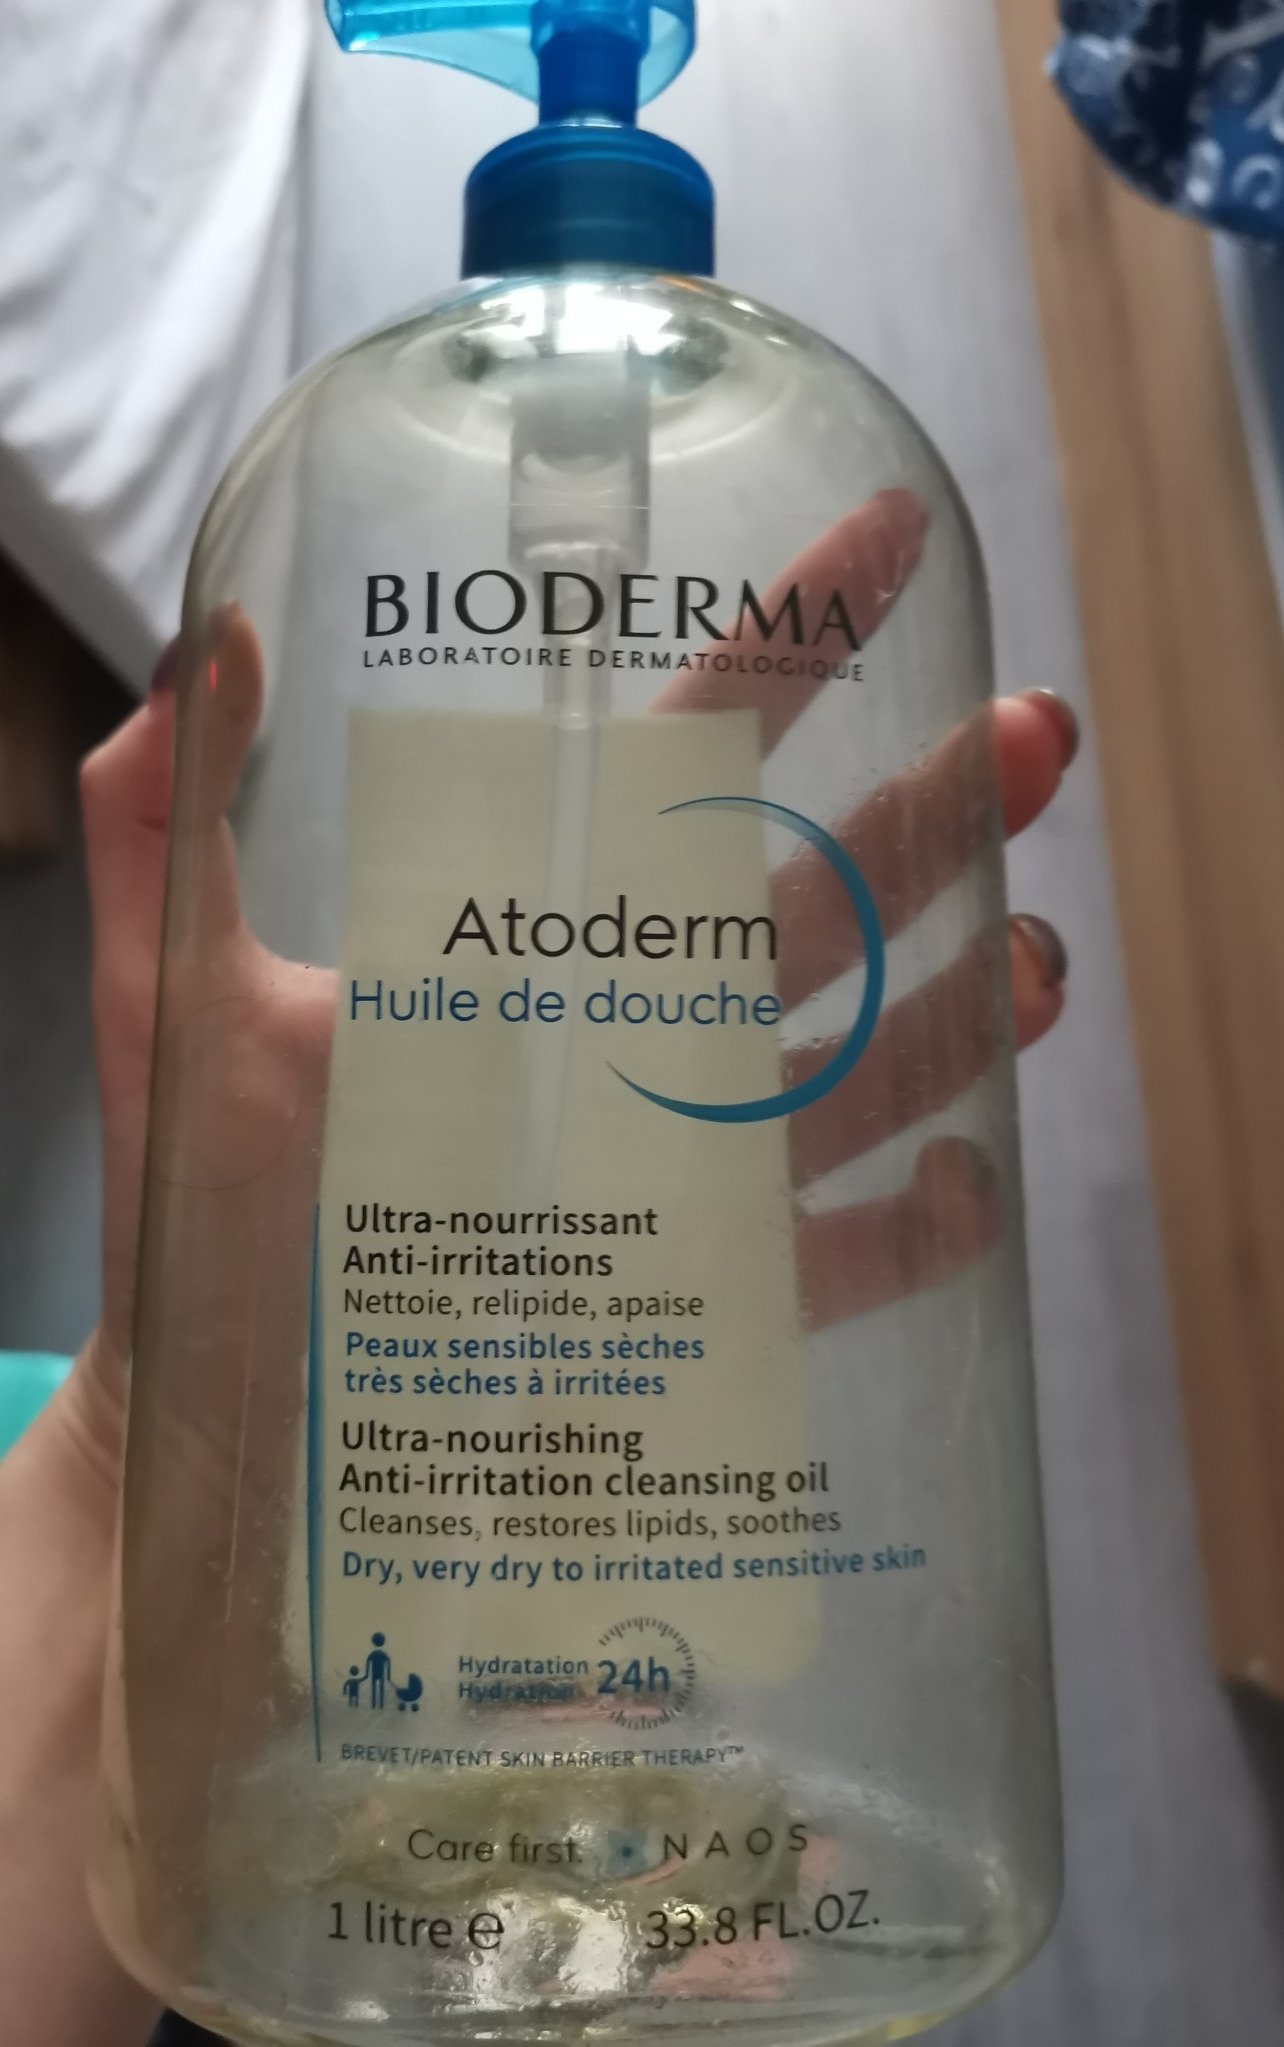 BIODERMA
LABORATOIRE DERMATOLOGIQUE
Atoderm
Huile de douche
Ultra-nourrissant
Anti-irritations
Nettoie, relipide, apaise
Peaux sensibles sèches
très sèches à irritées
Ultra-nourishing
Anti-irritation cleansing oil
Cleanses, restores lipids, soothes
Dry, very dry to irritated sensitive skin
Hydratation
Hydration
24h
BREVET/PATENT SKIN BARRIER THERAPY™
Care first. NAOS
1 litre e 33.8 FL.OZ.